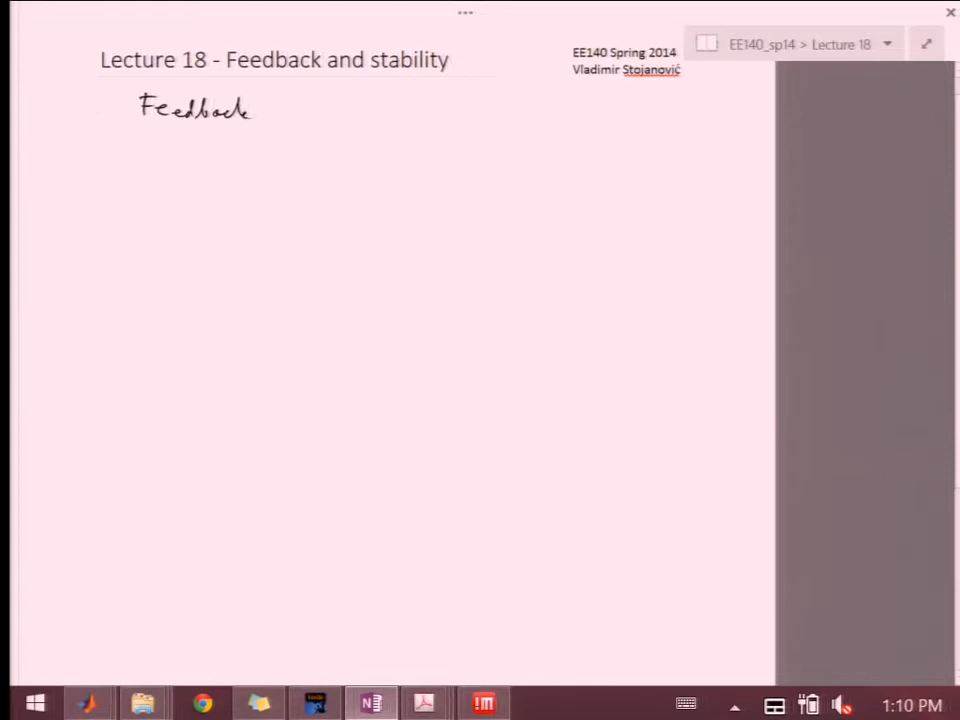 Lecture 18 - Feedback and stability
EE140 Spring 2014
Vladimir Stojanović
EE140_sp14 > Lecture 18
Feedback
1:10 PM